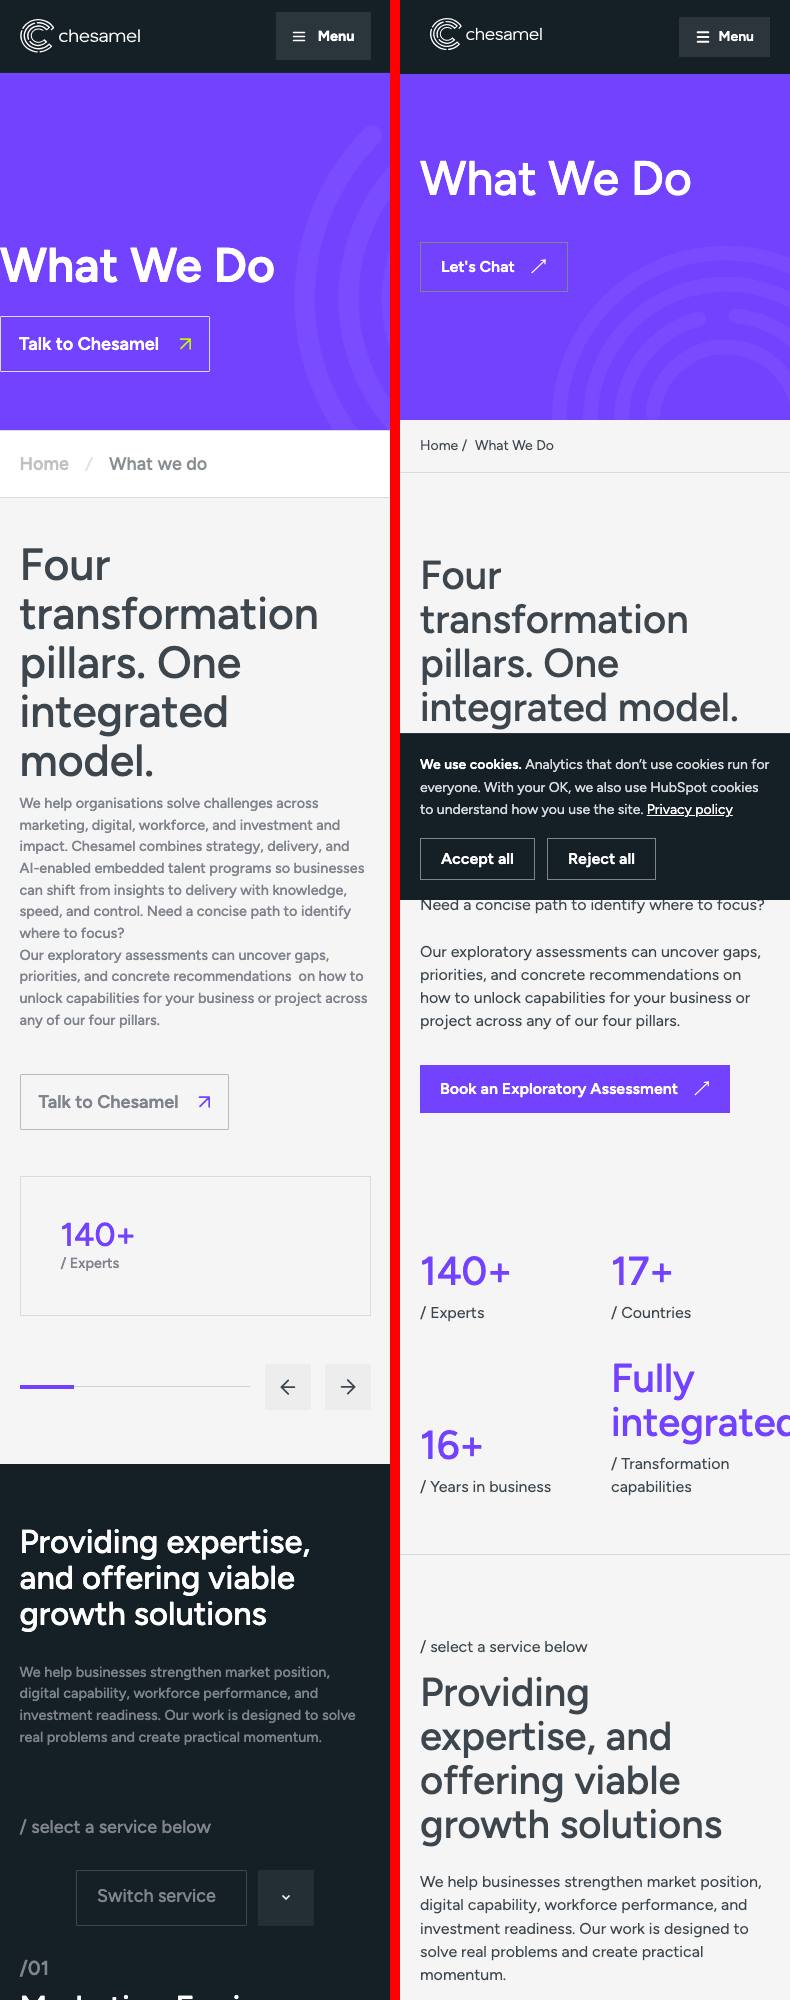 chesamel
Menu
What We Do
Talk to Chesamel
Home / What we do
Four
transformation
pillars. One
integrated
model.
We help organisations solve challenges across
marketing, digital, workforce, and investment and
impact. Chesamel combines strategy, delivery, and
AI-enabled embedded talent programs so businesses
can shift from insights to delivery with knowledge,
speed, and control. Need a concise path to identify
where to focus?
Our exploratory assessments can uncover gaps,
priorities, and concrete recommendations  on how to
unlock capabilities for your business or project across
any of our four pillars.
Talk to Chesamel
140+
/ Experts
Providing expertise,
and offering viable
growth solutions
We help businesses strengthen market position,
digital capability, workforce performance, and
investment readiness. Our work is designed to solve
real problems and create practical momentum.
/ select a service below
Switch service
/01
chesamel
Menu
What We Do
Let's Chat
Home / What We Do
Four
transformation
pillars. One
integrated model.
We use cookies. Analytics that don’t use cookies run for
everyone. With your OK, we also use HubSpot cookies
to understand how you use the site. Privacy policy
Accept all
Reject all
Need a concise path to identify where to focus?
Our exploratory assessments can uncover gaps,
priorities, and concrete recommendations on
how to unlock capabilities for your business or
project across any of our four pillars.
Book an Exploratory Assessment
140+
/ Experts
17+
/ Countries
16+
/ Years in business
Fully
integrated
/ Transformation
capabilities
/ select a service below
Providing
expertise, and
offering viable
growth solutions
We help businesses strengthen market position,
digital capability, workforce performance, and
investment readiness. Our work is designed to
solve real problems and create practical
momentum.